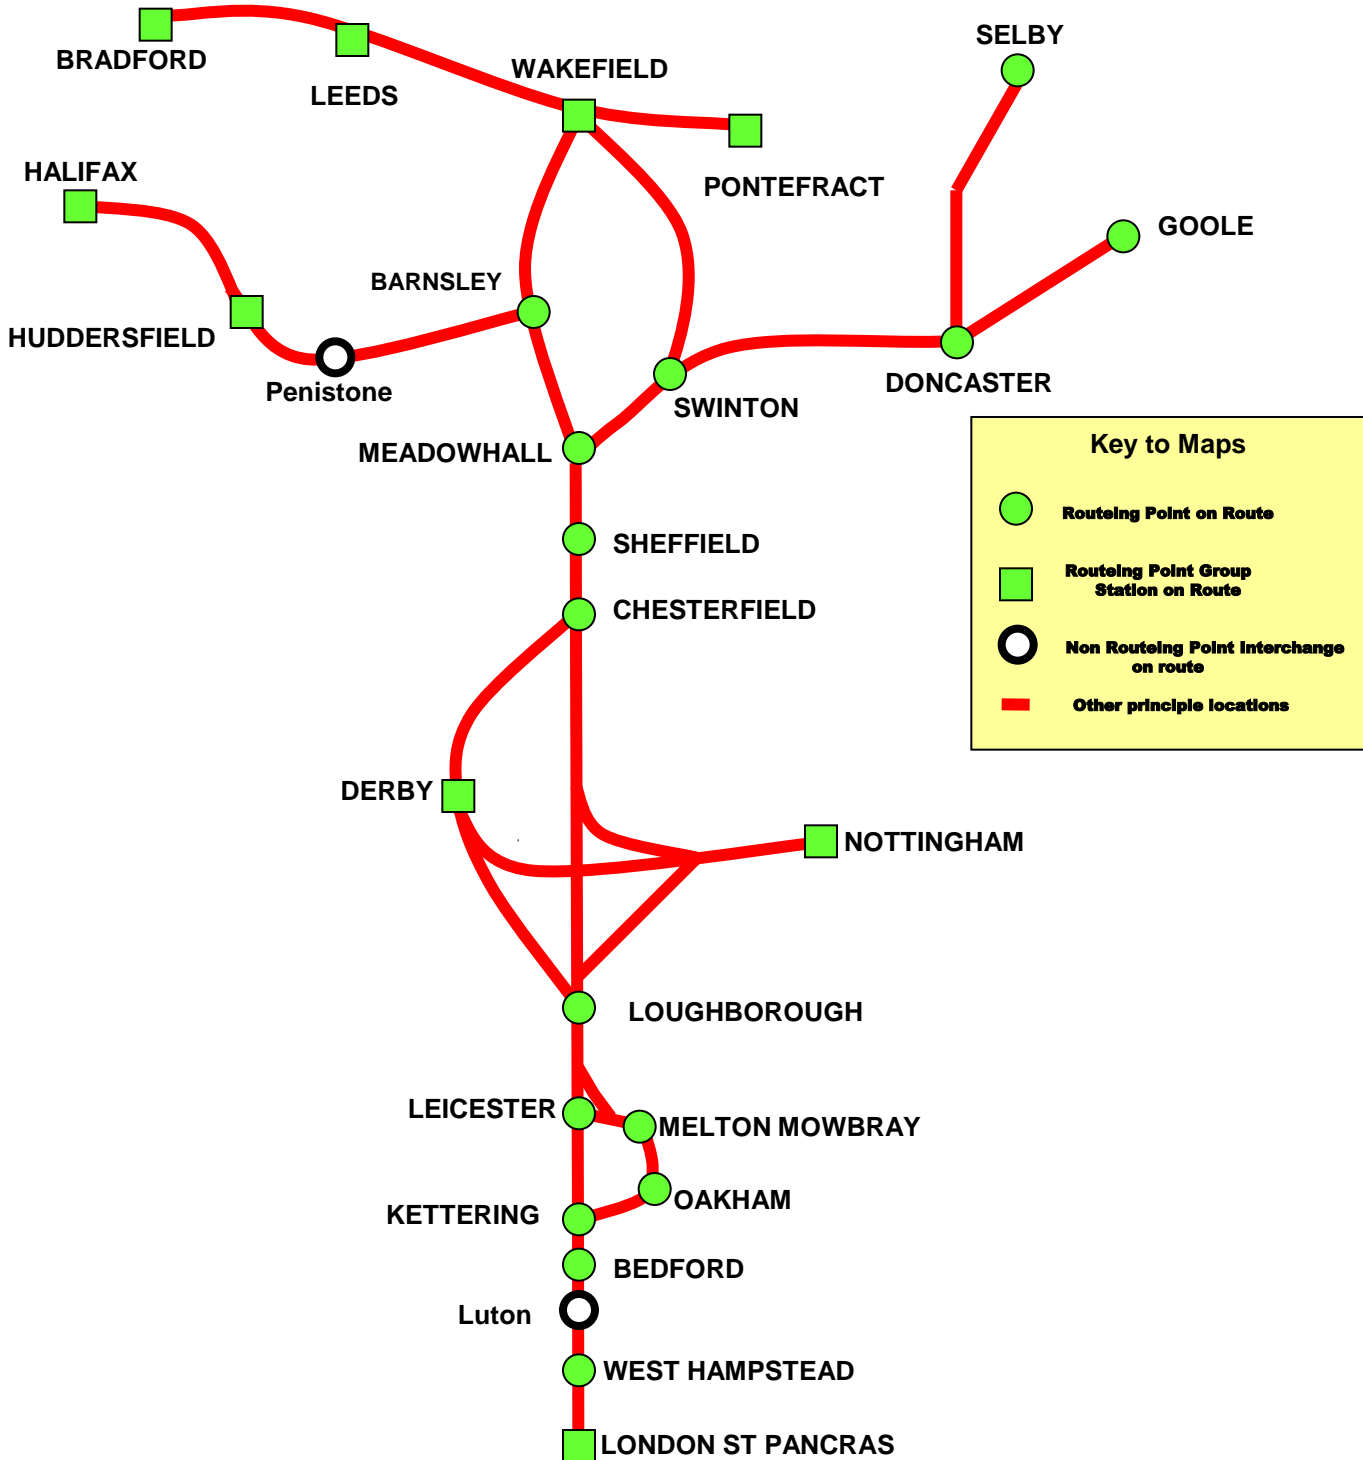 SELBY
BRADFORD
WAKEFIELD
LEEDS
HALIFAX
PONTEFRACT
GOOLE
BARNSLEY
HUDDERSFIELD
DONCASTER
Penistone
SWINTON
MEADOWHALL
Key to Maps
Routeing Point on Route
SHEFFIELD
Routeing Point Group
Station on Route
CHESTERFIELD
Non Routeing Point Interchange
on route
Other principle locations
DERBY
NOTTINGHAM
LOUGHBOROUGH
LEICESTER
MELTON MOWBRAY
OAKHAM
KETTERING
BEDFORD
Luton
WEST HAMPSTEAD
LONDON ST PANCRAS